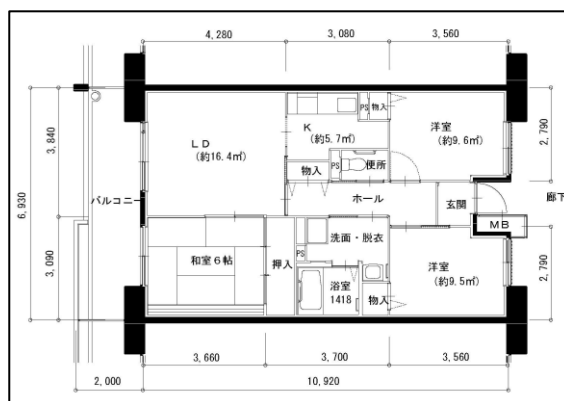 4,280
3,080
3,560
6,930
3,840
3,090
2,790
2,790
LD
(約16.4㎡)
K
(約5.7㎡)
PS
物入
洋室
(約9.6㎡)
PS
便所
物入
ホール
玄関
廊下
MB
バルコニー
和室6帖
押入
PS
洗面・脱衣
浴室
1418
物入
洋室
(約9.5㎡)
3,660
3,700
3,560
2,000
10,920